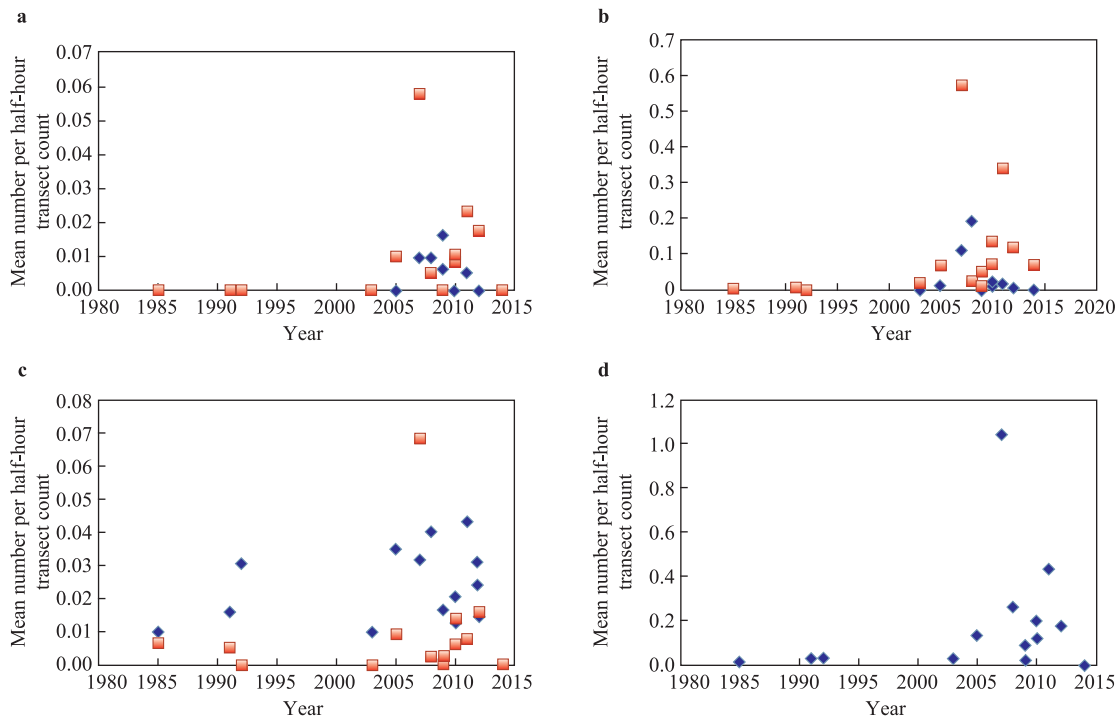 a
Mean number per half-hour
transect count
0.07
0.06
0.05
0.04
0.03
0.02
0.01
0.00
1980 1985 1990 1995 2000 2005 2010 2015
Year
b
Mean number per half-hour
transect count
0.7
0.6
0.5
0.4
0.3
0.2
0.1
0
1980 1985 1990 1995 2000 2005 2010 2015 2020
Year
c
Mean number per half-hour
transect count
0.08
0.07
0.06
0.05
0.04
0.03
0.02
0.01
0.00
1980 1985 1990 1995 2000 2005 2010 2015
Year
d
Mean number per half-hour
transect count
1.2
1.0
0.8
0.6
0.4
0.2
0.0
1980 1985 1990 1995 2000 2005 2010 2015
Year